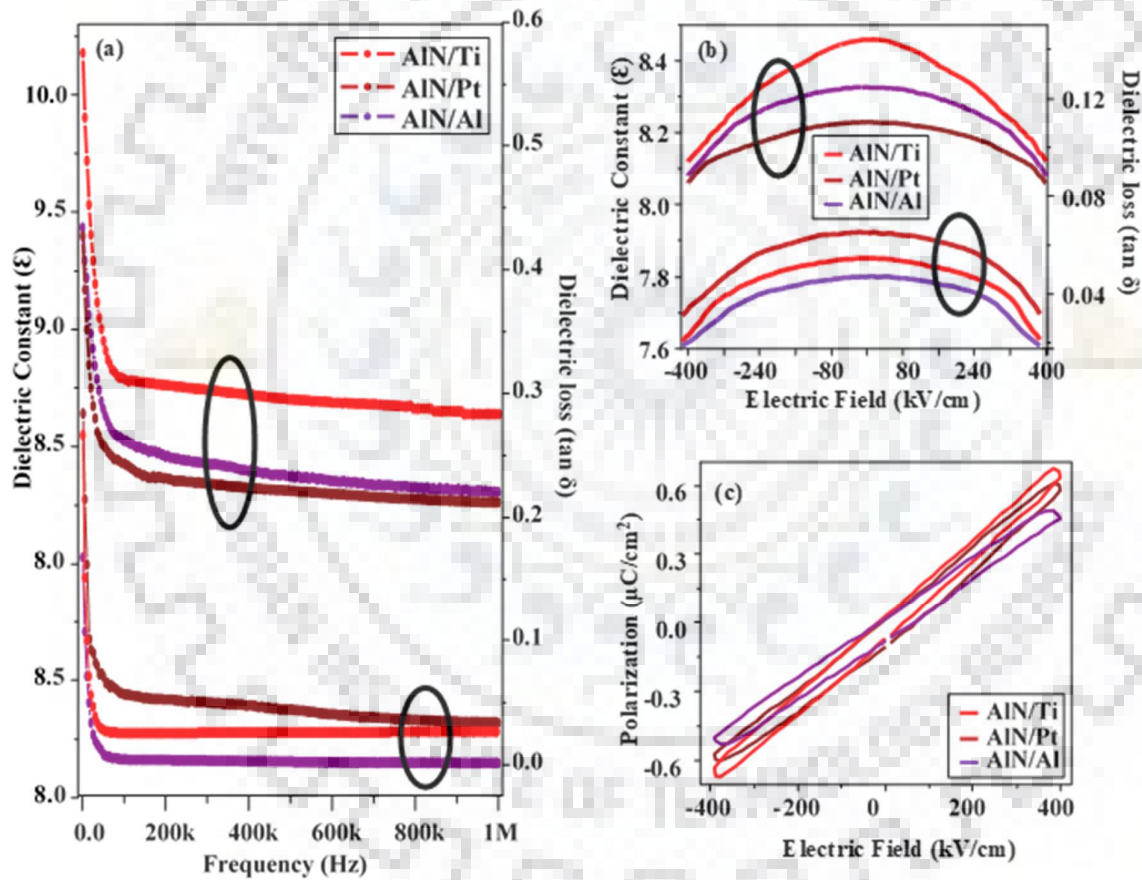 (a)
AlN/Ti
AlN/Pt
AlN/Al
10.0
9.5
9.0
8.5
8.0
8.5
8.0
Dielectric Constant (ℇ)
0.6
0.5
0.4
0.3
0.2
0.1
0.0
Dielectric loss (tan δ)
0.0 200k 400k 600k 800k 1M
Frequency (Hz)
(b)
8.4
8.2
8.0
7.8
7.6
Dielectric Constant (ℇ)
AlN/Ti
AlN/Pt
AlN/Al
0.12
0.08
0.04
Dielectric loss (tan δ)
-400 -240 -80 80 240 400
Electric Field (kV/cm)
(c)
0.6
0.3
0.0
-0.3
-0.6
Polarization (μC/cm²)
AlN/Ti
AlN/Pt
AlN/Al
-400 -200 0 200 400
Electric Field (kV/cm)